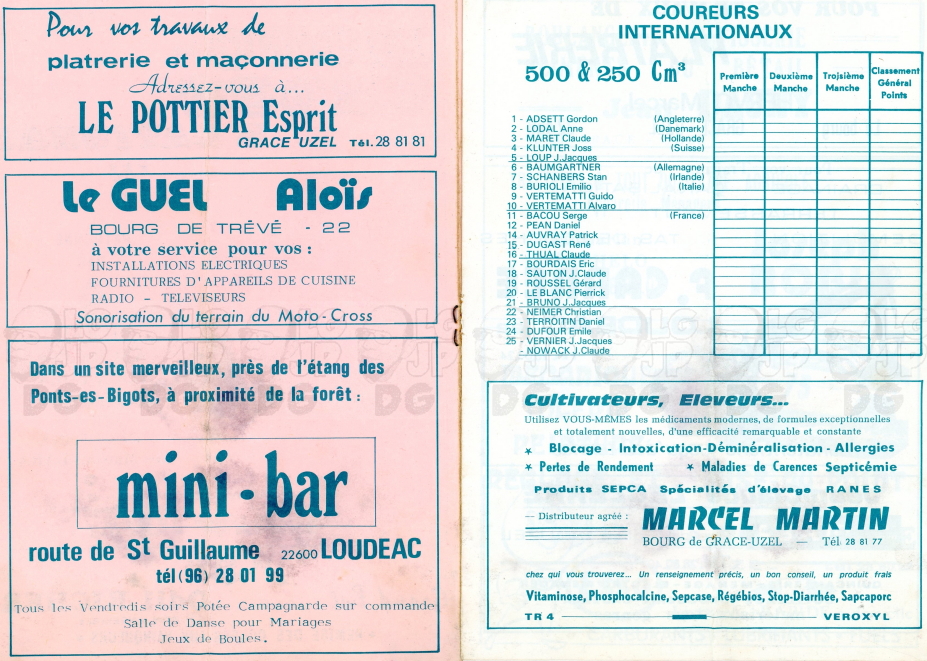 Pour vos travaux de
platrerie et maçonnerie
Adressez-vous à...
LE POTTIER Esprit
GRACE UZEL Tél. 28 81 81
Le GUEL Aloïs
BOURG DE TRÉVÉ - 22
à votre service pour vos :
INSTALLATIONS ELECTRIQUES
FOURNITURES D'APPAREILS DE CUISINE
RADIO - TELEVISEURS
Sonorisation du terrain du Moto-Cross
Dans un site merveilleux, près de l'étang des
Ponts-es-Bigots, à proximité de la forêt :
mini-bar
route de St Guillaume 22600 LOUDEAC
tél (96) 28 01 99
Tous les Vendredis soirs Potée Campagnarde sur commande
Salle de Danse pour Mariages
Jeux de Boules.
COUREURS
INTERNATIONAUX
500 & 250 Cm³
Première Manche
Deuxième Manche
Troisième Manche
Classement Général Points
1 - ADSETT Gordon (Angleterre)
2 - LODAL Anne (Danemark)
3 - MARET Claude (Hollande)
4 - KLUNTER Joss (Suisse)
5 - LOUP J.Jacques
6 - BAUMGARTNER (Allemagne)
7 - SCHANBERS Stan (Irlande)
8 - BURIOLI Emilio (Italie)
9 - VERTEMATTI Guido
10 - VERTEMATTI Alvaro
11 - BACOU Serge (France)
12 - PEAN Daniel
14 - AUVRAY Patrick
15 - DUGAST René
16 - THUAL Claude
17 - BOURDAIS Eric
18 - SAUTON J.Claude
19 - ROUSSEL Gérard
20 - LE BLANC Pierrick
21 - BRUNO J.Jacques
22 - NEIMER Christian
23 - TERROITIN Daniel
24 - DUFOUR Emile
25 - VERNIER J.Jacques
- NOWACK J.Claude
Cultivateurs, Eleveurs...
Utilisez VOUS-MÊMES les médicaments modernes, de formules exceptionnelles
et totalement nouvelles, d'une efficacité remarquable et constante
* Blocage - Intoxication-Déminéralisation - Allergies
* Pertes de Rendement * Maladies de Carences Septicémie
Produits SEPCA Spécialités d'élevage RANES
— Distributeur agréé : MARCEL MARTIN
BOURG de GRACE-UZEL — Tél. 28 81 77
chez qui vous trouverez... Un renseignement précis, un bon conseil, un produit frais
Vitaminose, Phosphocalcine, Sepcase, Régébios, Stop-Diarrhée, Sapcaporc
TR 4 VEROXYL
LG JP DG